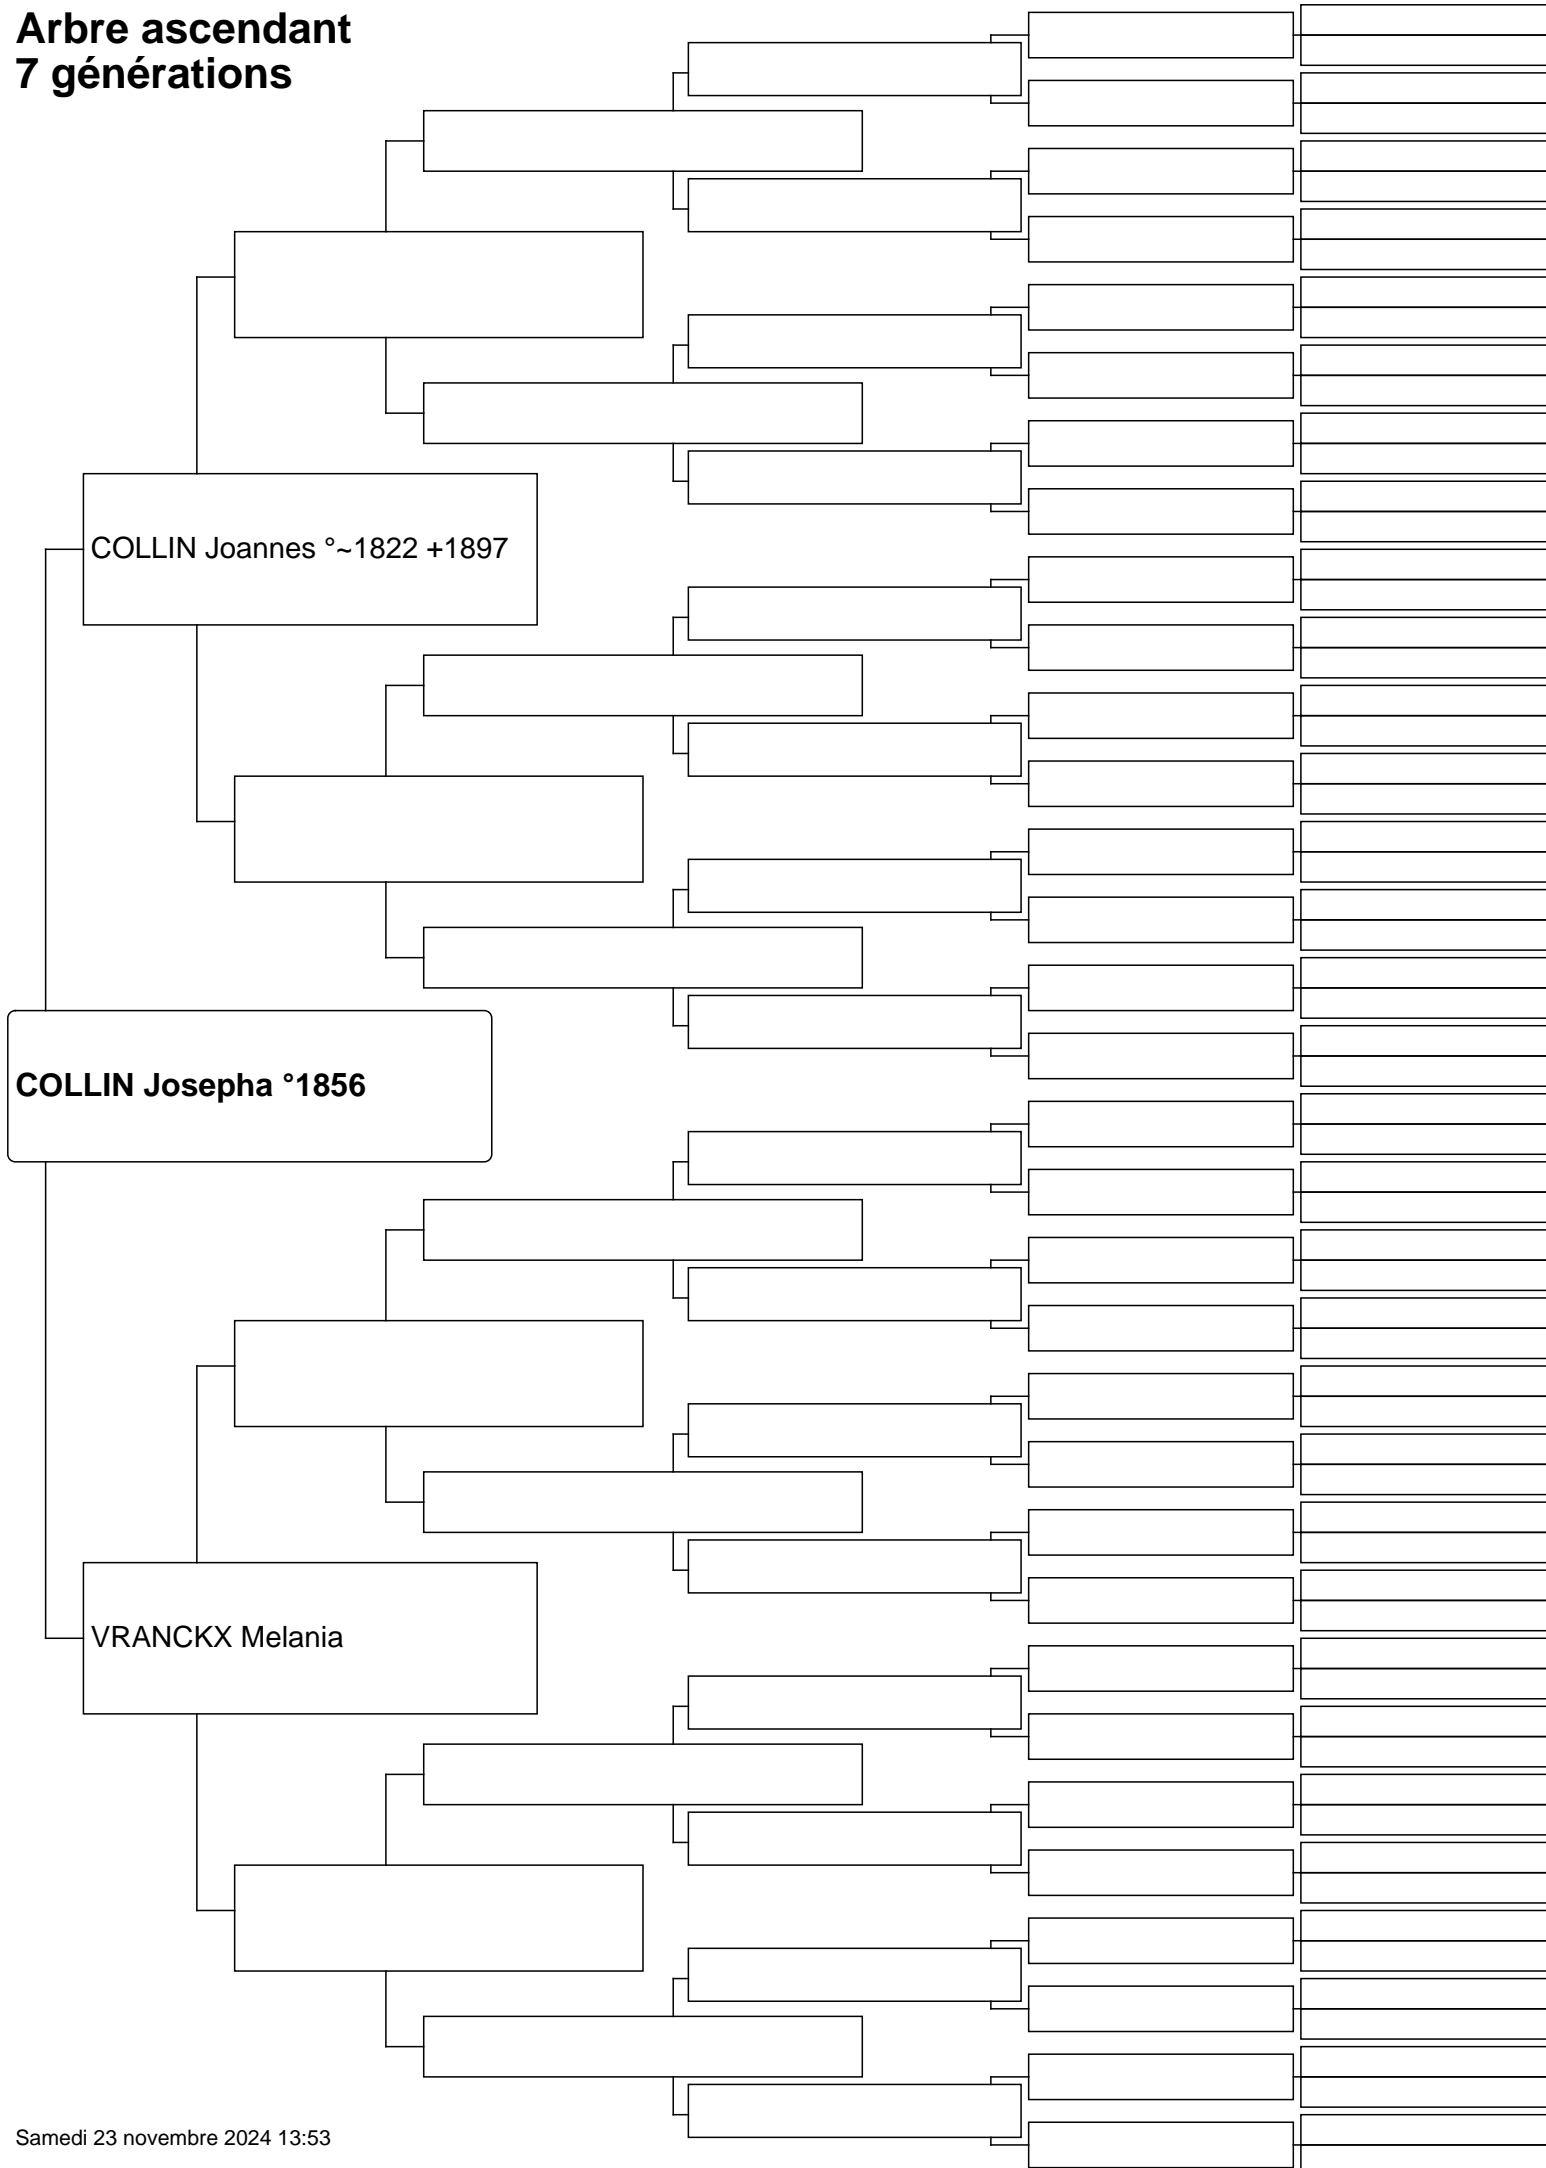 Arbre ascendant
7 générations
COLLIN Joannes °~1822 +1897
COLLIN Josepha °1856
VRANCKX Melania
Samedi 23 novembre 2024 13:53